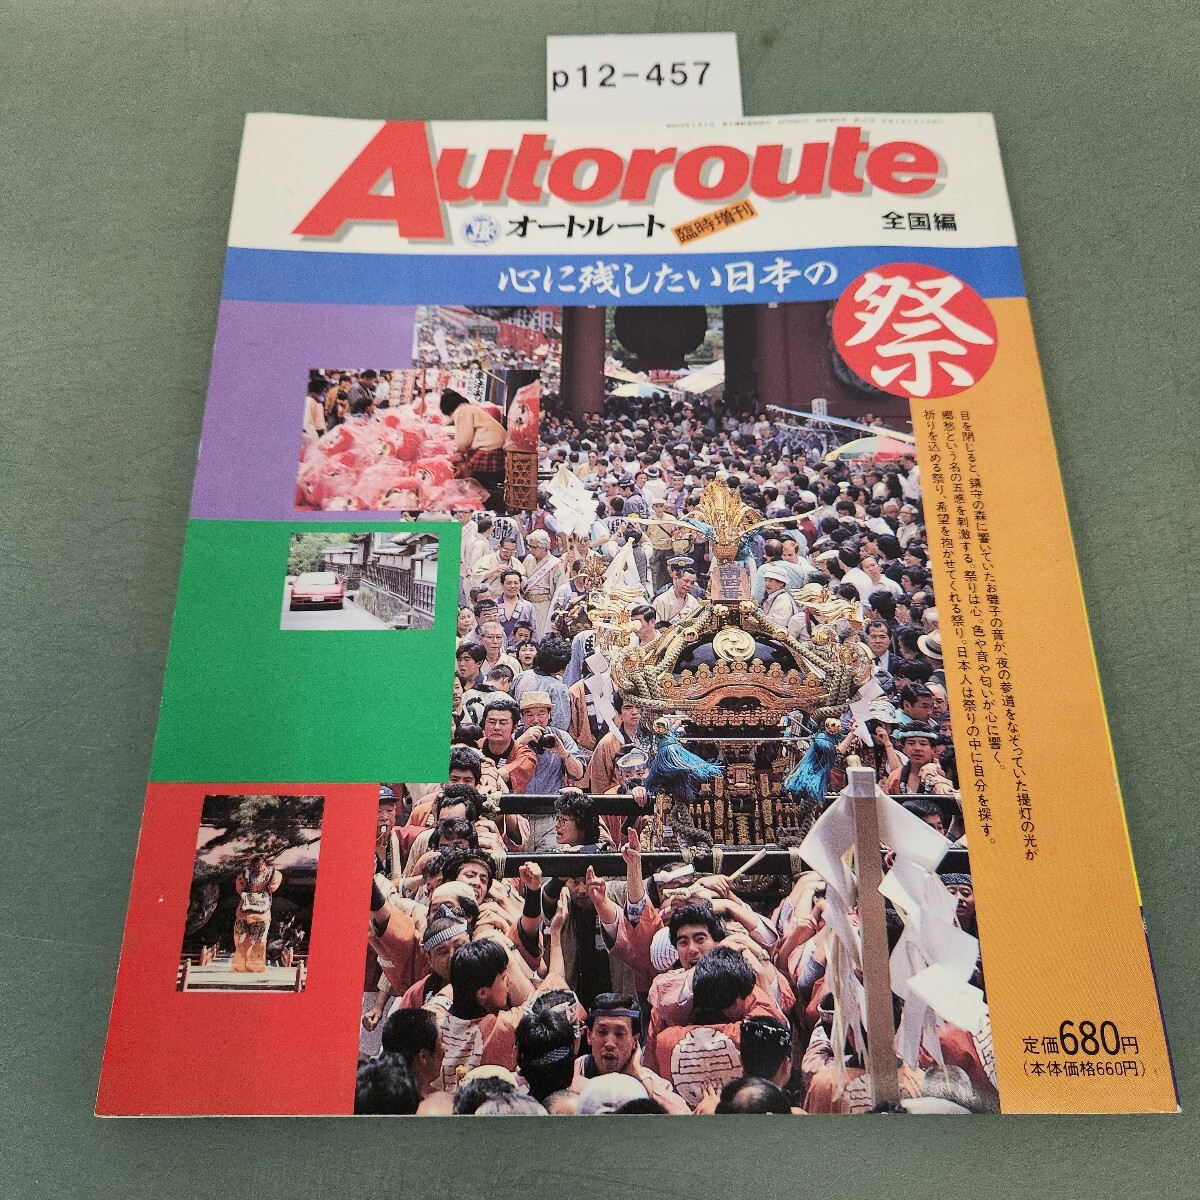 p12-457
Autoroute
オートルート
臨時増刊
全国編
心に残したい日本の
祭
目を閉じると、鎮守の森に響いていたお囃子の音が、夜の参道をなぞっていた提灯の光が
郷愁という名の五感を刺激する。祭りは心。色や音や匂いが心に響く。
祈りを込める祭り、希望を抱かせてくれる祭り。日本人は祭りの中に自分を探す。
定価680円
(本体価格660円)